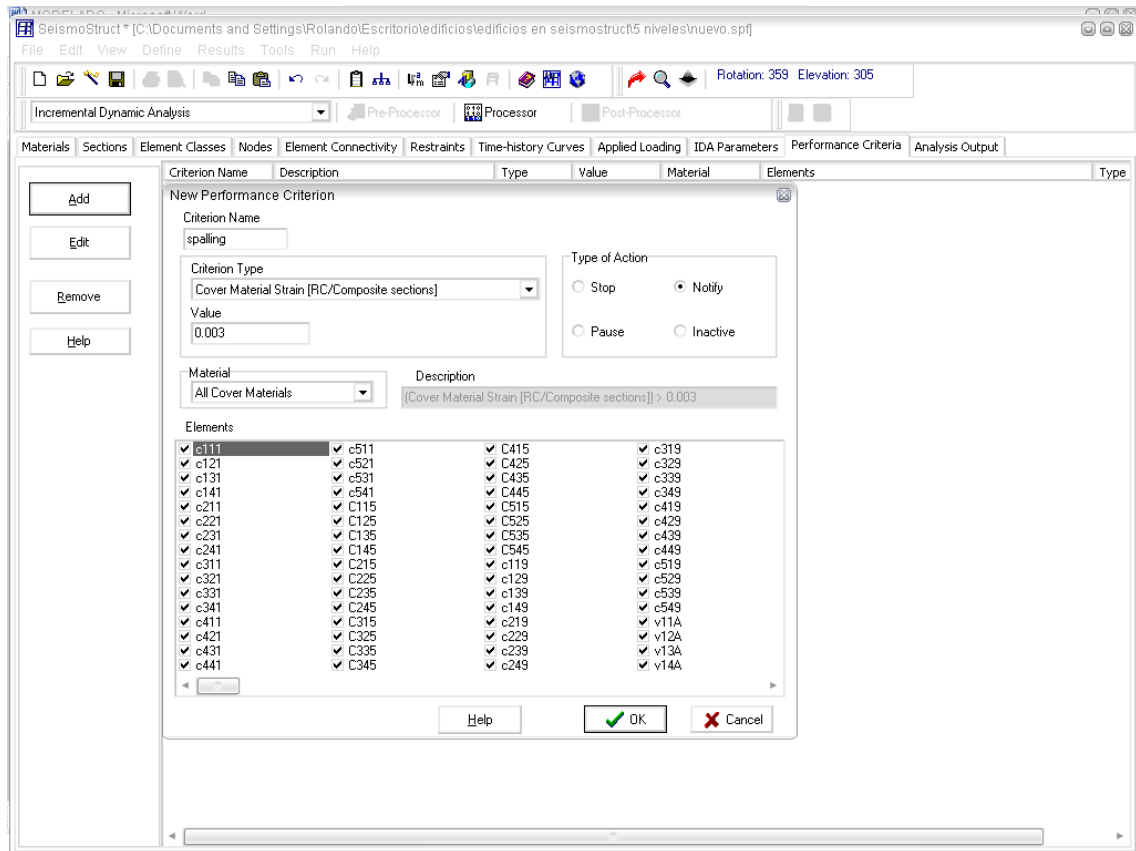 MODELADO - Microsoft Word
SeismoStruct * [C:\Documents and Settings\Rolando\Escritorio\edificios\edificios en seismostruct\5 niveles\nuevo.spf]
File Edit View Define Results Tools Run Help
Rotation: 359 Elevation: 305
Incremental Dynamic Analysis Pre-Processor Processor Post-Processor
Materials Sections Element Classes Nodes Element Connectivity Restraints Time-history Curves Applied Loading IDA Parameters Performance Criteria Analysis Output
Criterion Name Description Type Value Material Elements Type
Add
Edit
Remove
Help
New Performance Criterion
Criterion Name
spalling
Criterion Type
Cover Material Strain [RC/Composite sections]
Value
0.003
Type of Action
Stop Notify
Pause Inactive
Material
All Cover Materials
Description
(Cover Material Strain [RC/Composite sections]) > 0.003
Elements
c111 c511 C415 c319
c121 c521 C425 c329
c131 c531 C435 c339
c141 c541 C445 c349
c211 C115 C515 c419
c221 C125 C525 c429
c231 C135 C535 c439
c241 C145 C545 c449
c311 C215 c119 c519
c321 C225 c129 c529
c331 C235 c139 c539
c341 C245 c149 c549
c411 C315 c219 v11A
c421 C325 c229 v12A
c431 C335 c239 v13A
c441 C345 c249 v14A
Help OK Cancel